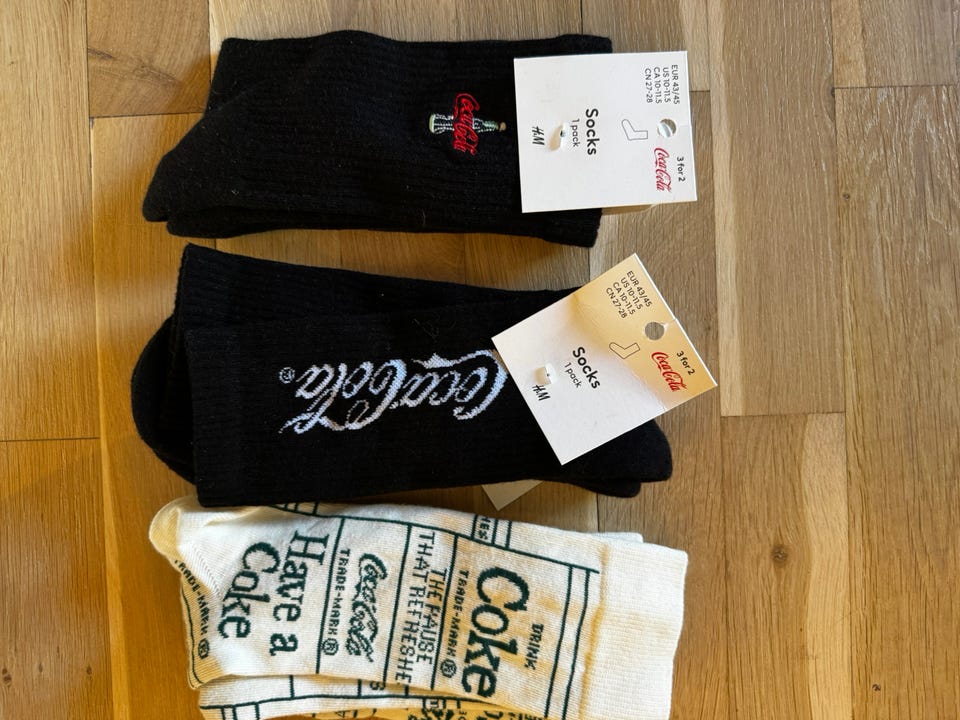 Coca-Cola
3 for 2
Coca-Cola
EUR 43/45
US 10-11.5
CA 10-11.5
CN 27-28
Socks
1 pack
H&M
Coca-Cola®
3 for 2
Coca-Cola
EUR 43/45
US 10-11.5
CA 10-11.5
CN 27-28
Socks
1 pack
H&M
DRINK
Coke
TRADE-MARK ®
THE PAUSE
THAT REFRESHE
Coca-Cola
TRADE-MARK ®
Have a
Coke
TRADE-MARK ®